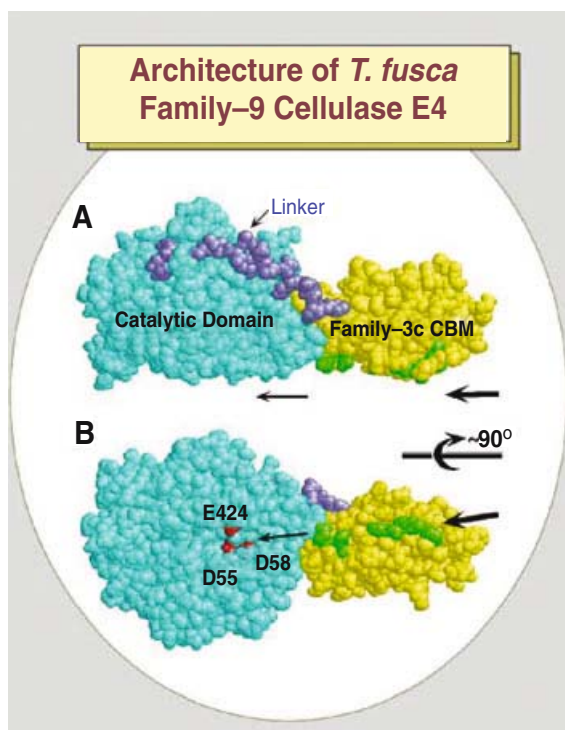 Architecture of T. fusca
Family–9 Cellulase E4
A
Linker
Catalytic Domain
Family–3c CBM
B
~90°
E424
D58
D55